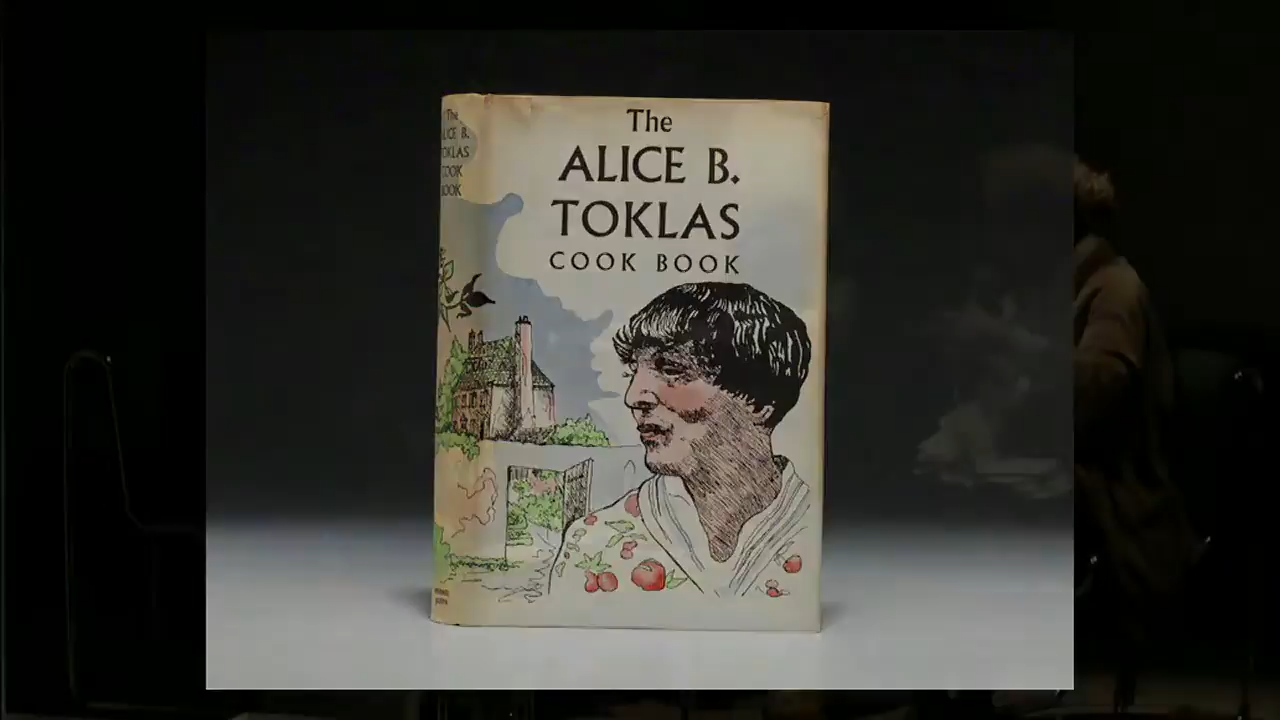 The
ALICE B.
TOKLAS
COOK BOOK
The
ALICE B.
TOKLAS
COOK
BOOK